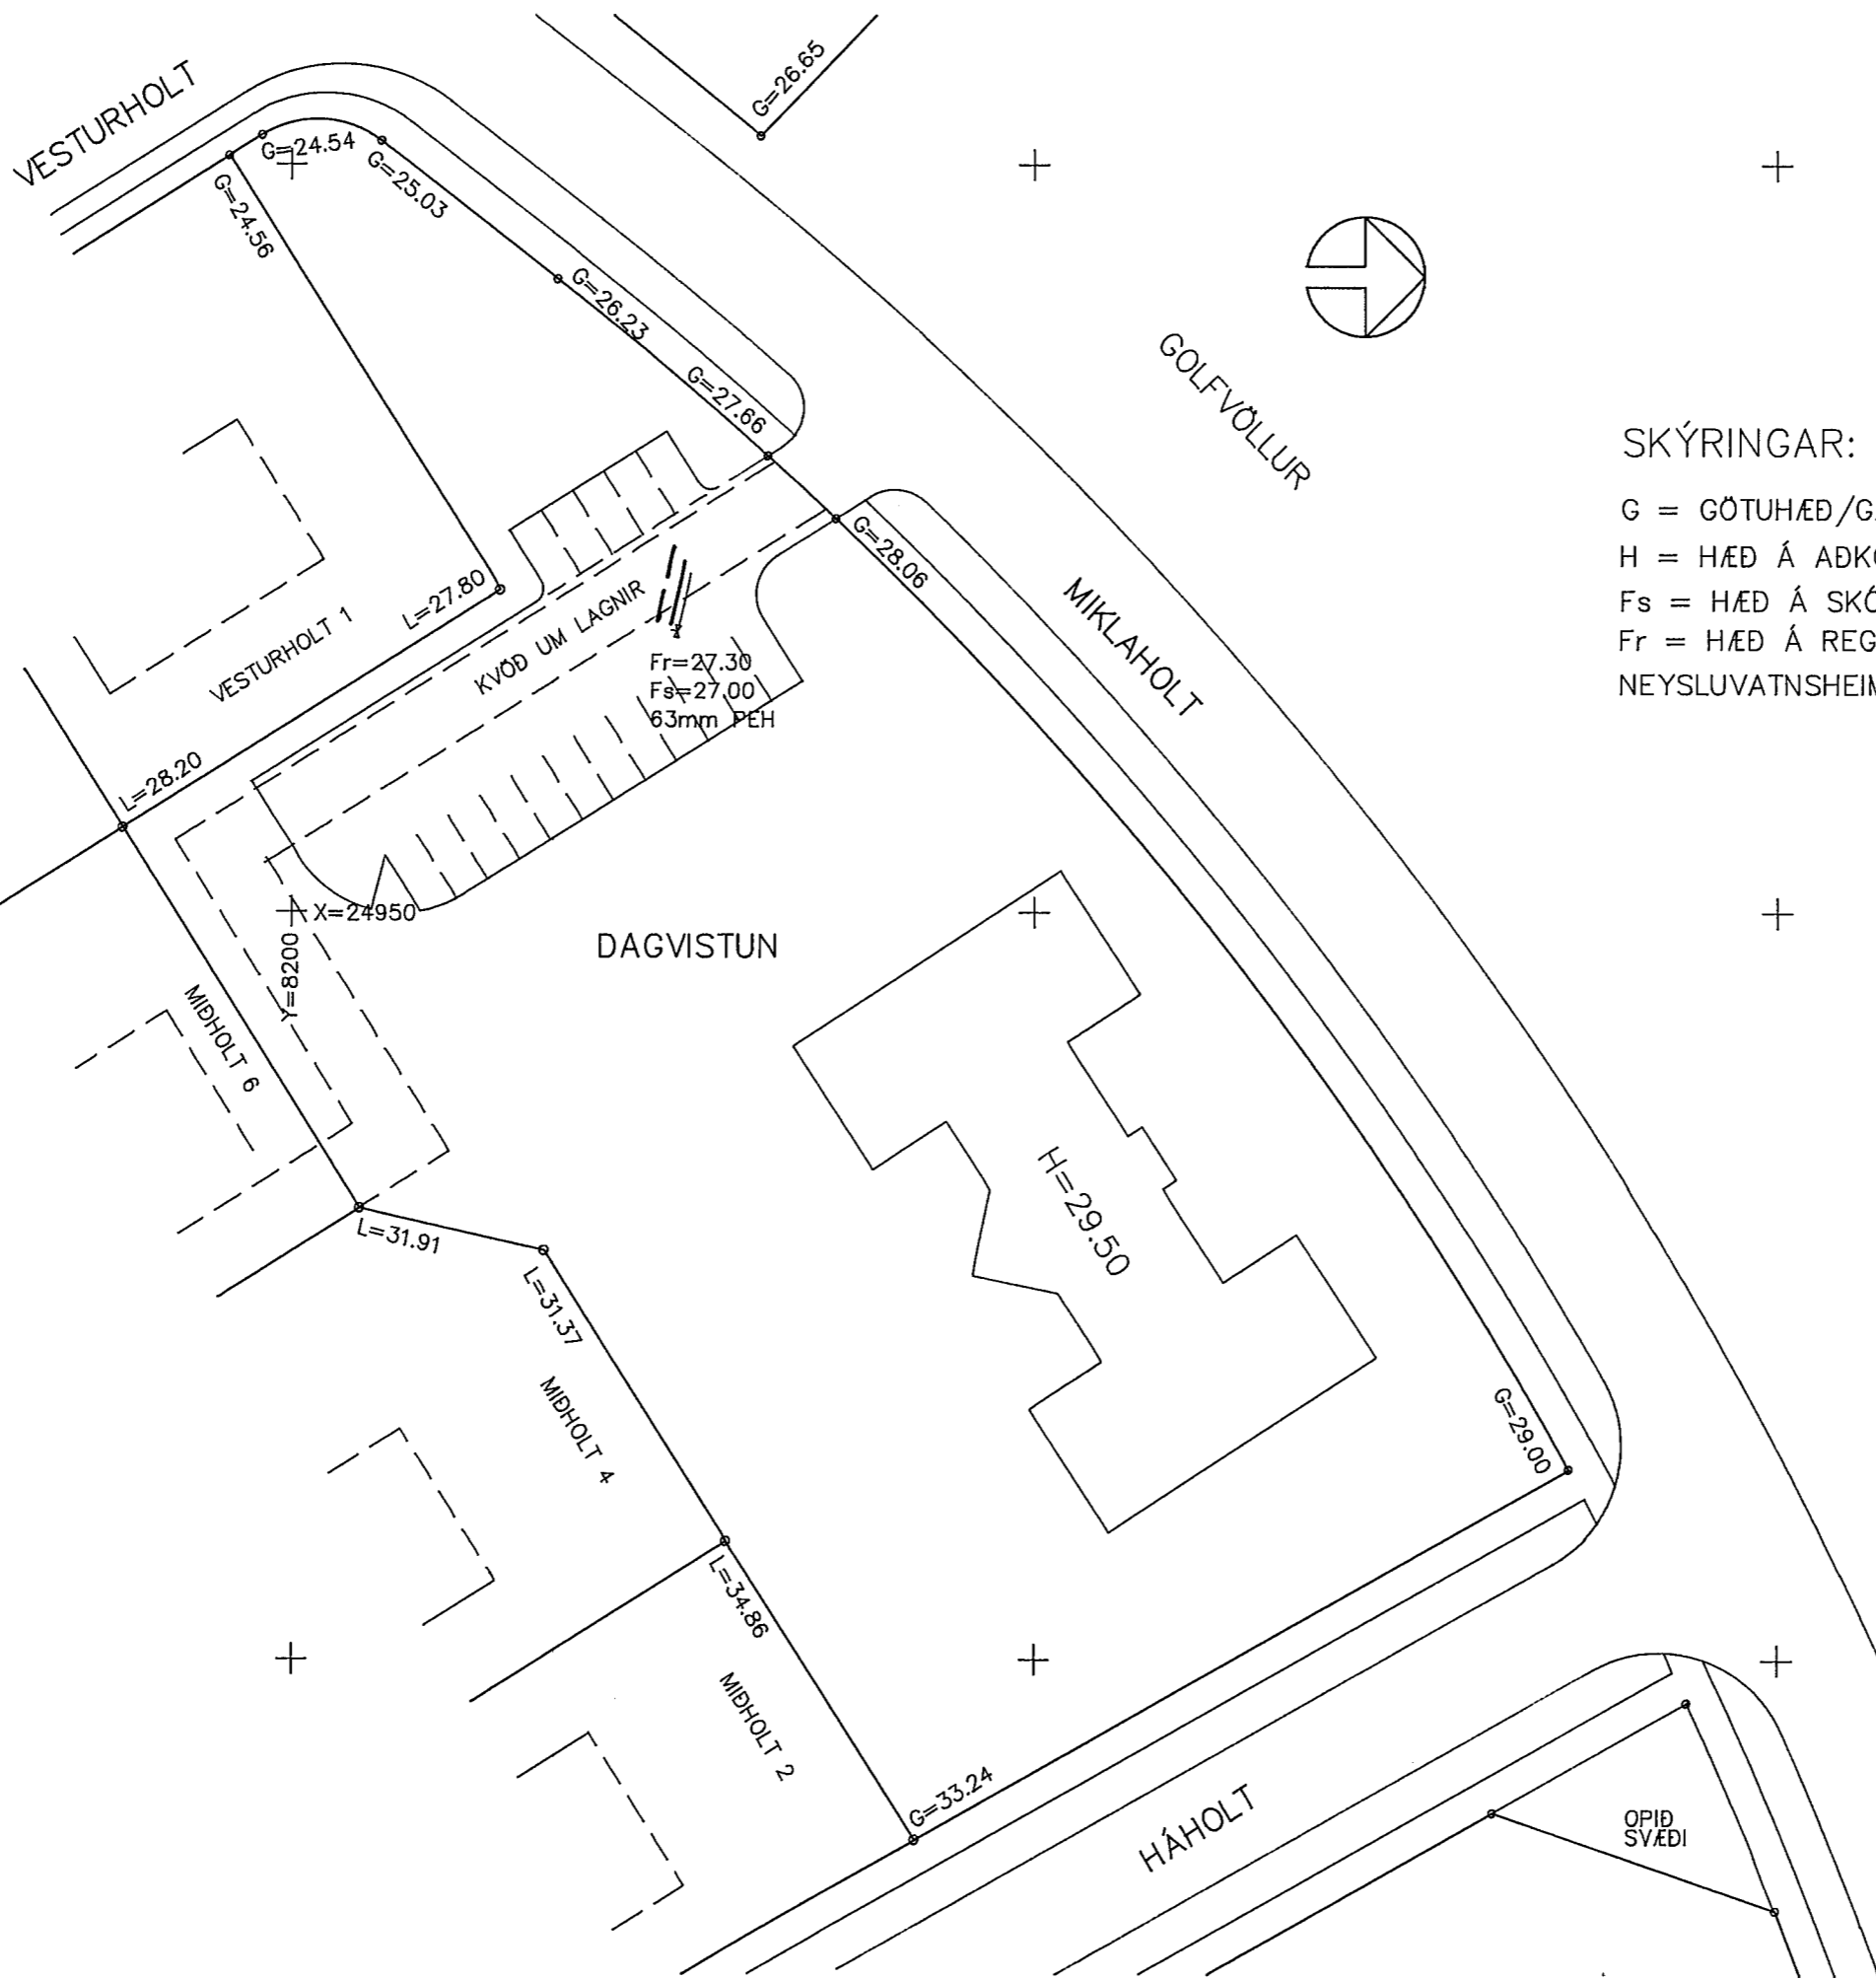 VESTURHOLT
G=26.65
G=24.54
G=25.03
G=24.56
G=26.23
G=27.66
G=28.06
GOLFVÖLLUR
MIKLAHOLT
SKÝRINGAR:
G = GÖTUHÆÐ/G
H = HÆÐ Á AÐK
Fs = HÆÐ Á SKÓ
Fr = HÆÐ Á REG
NEYSLUVATNSHEIM
L=27.80
VESTURHOLT 1
KVÖÐ UM LAGNIR
Fr=27.30
Fs=27.00
63mm PEH
L=28.20
X=24950
Y=8200
DAGVISTUN
MIÐHOLT 6
H=29.50
L=31.91
L=31.37
MIÐHOLT 4
G=29.00
L=34.86
MIÐHOLT 2
G=33.24
HÁHOLT
OPIÐ
SVÆÐI